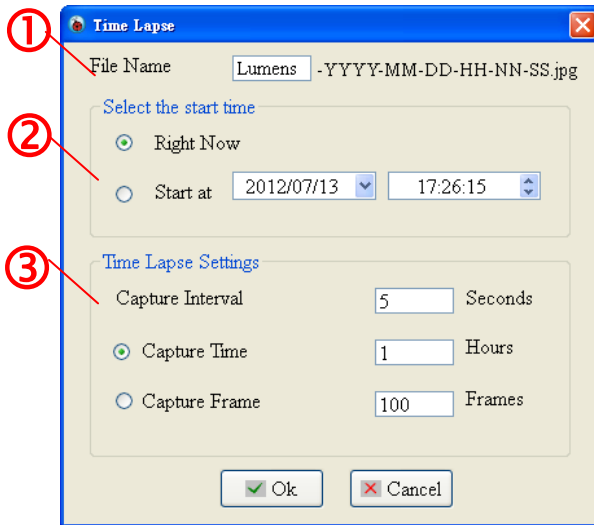 Time Lapse
① File Name Lumens -YYYY-MM-DD-HH-NN-SS.jpg
Select the start time
② Right Now
Start at 2012/07/13 17:26:15
③ Time Lapse Settings
Capture Interval 5 Seconds
Capture Time 1 Hours
Capture Frame 100 Frames
Ok Cancel